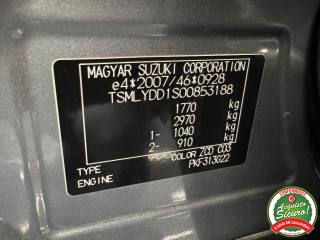 MAGYAR SUZUKI CORPORATION
e4*2007/46*0928
TSMLYDD1S00853188
1770 kg
2970 kg
1- 1040 kg
2- 910 kg
COLOR ZCD C03
TYPE PKF313G22
ENGINE
Acquisto
Sicuro!